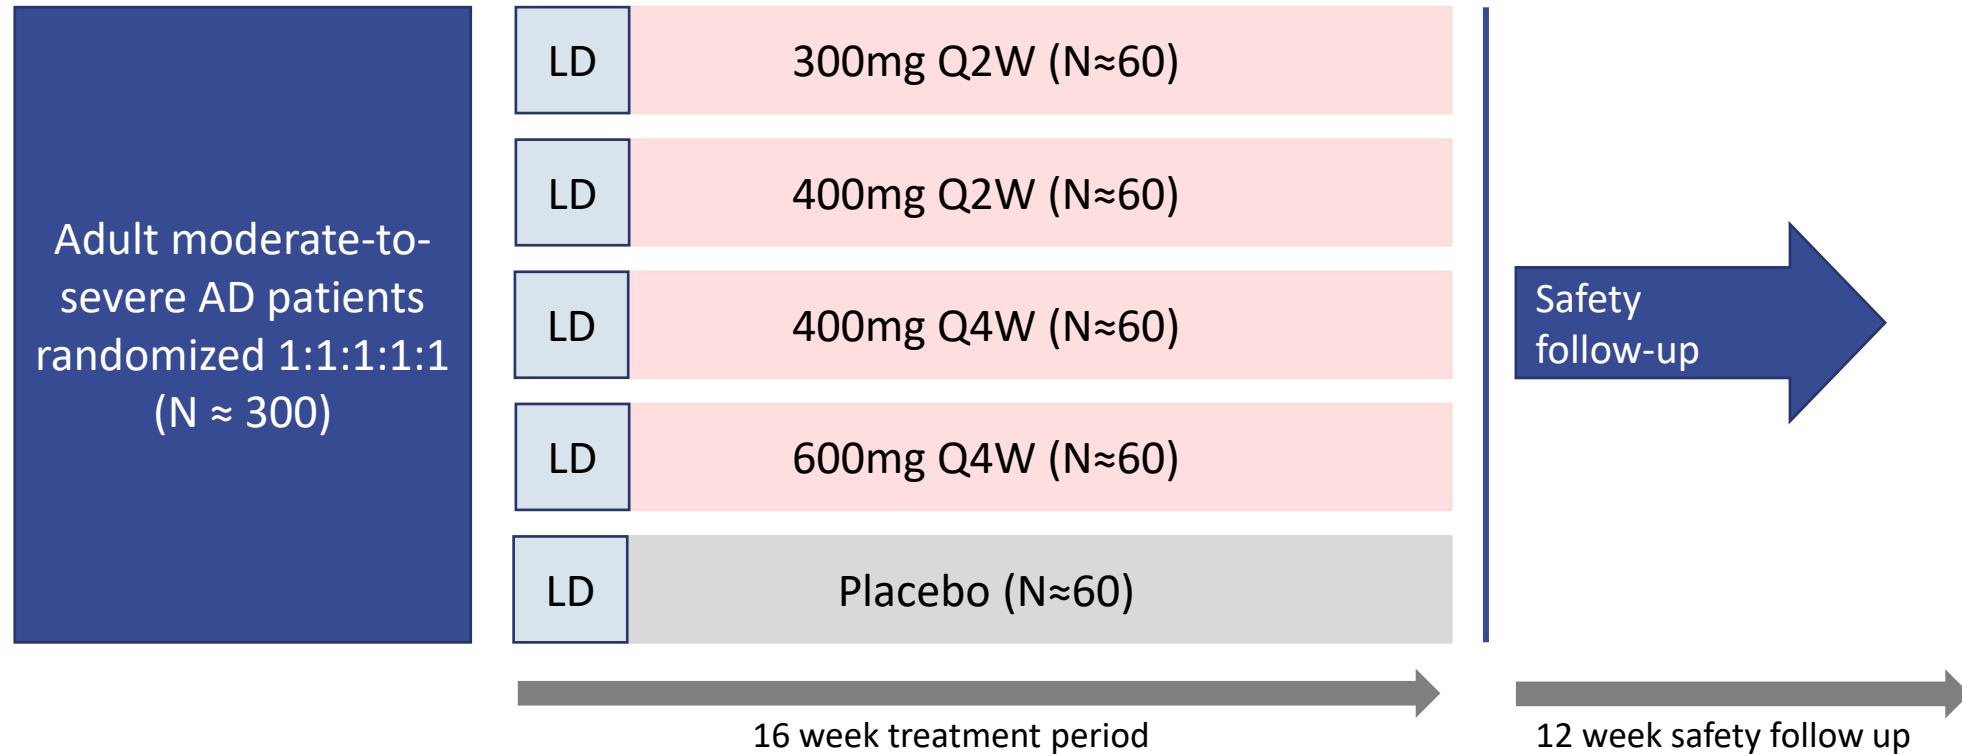 Adult moderate-to-
severe AD patients
randomized 1:1:1:1:1
(N ≈ 300)
LD
300mg Q2W (N≈60)
LD
400mg Q2W (N≈60)
LD
400mg Q4W (N≈60)
LD
600mg Q4W (N≈60)
LD
Placebo (N≈60)
Safety
follow-up
16 week treatment period
12 week safety follow up